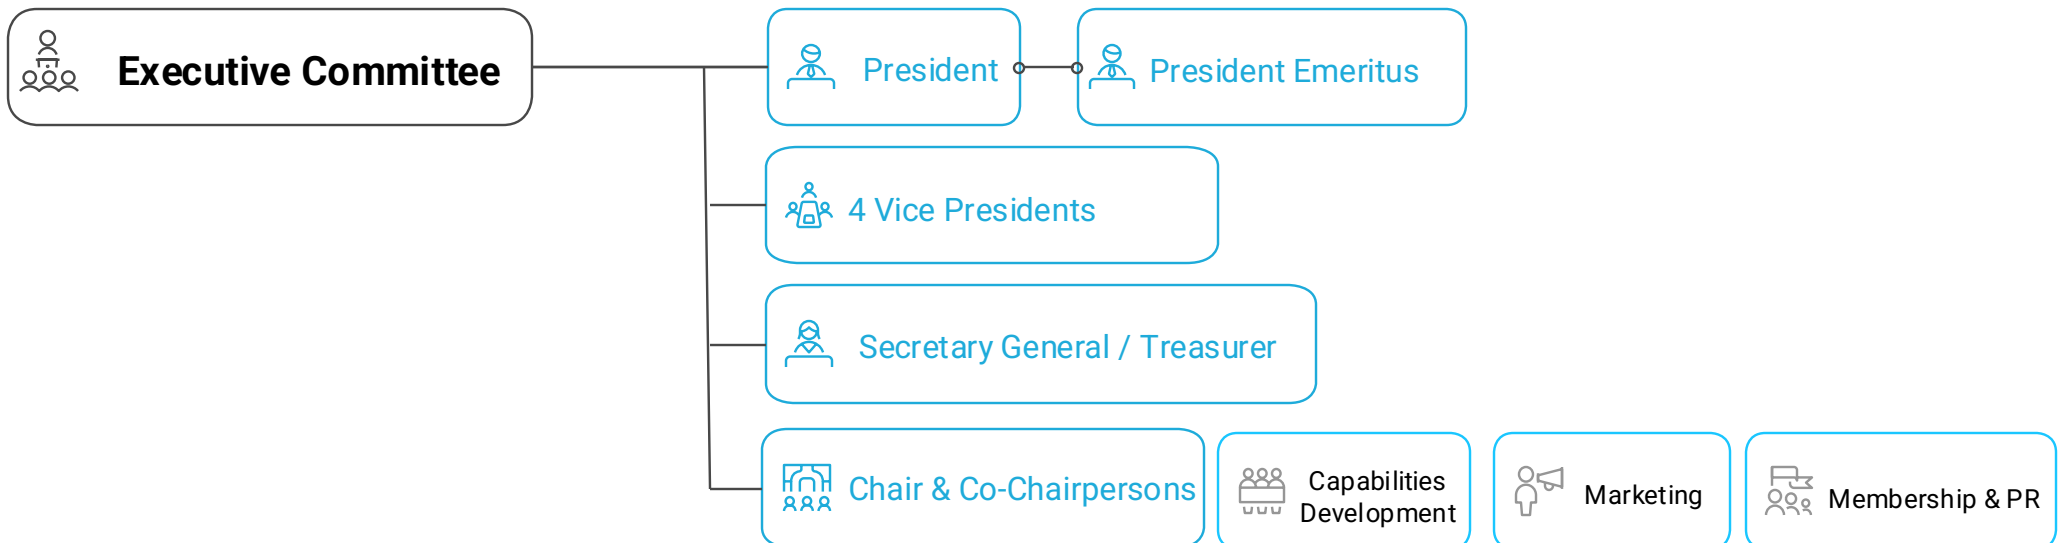 Executive Committee
President
President Emeritus
4 Vice Presidents
Secretary General / Treasurer
Chair & Co-Chairpersons
Capabilities
Development
Marketing
Membership & PR